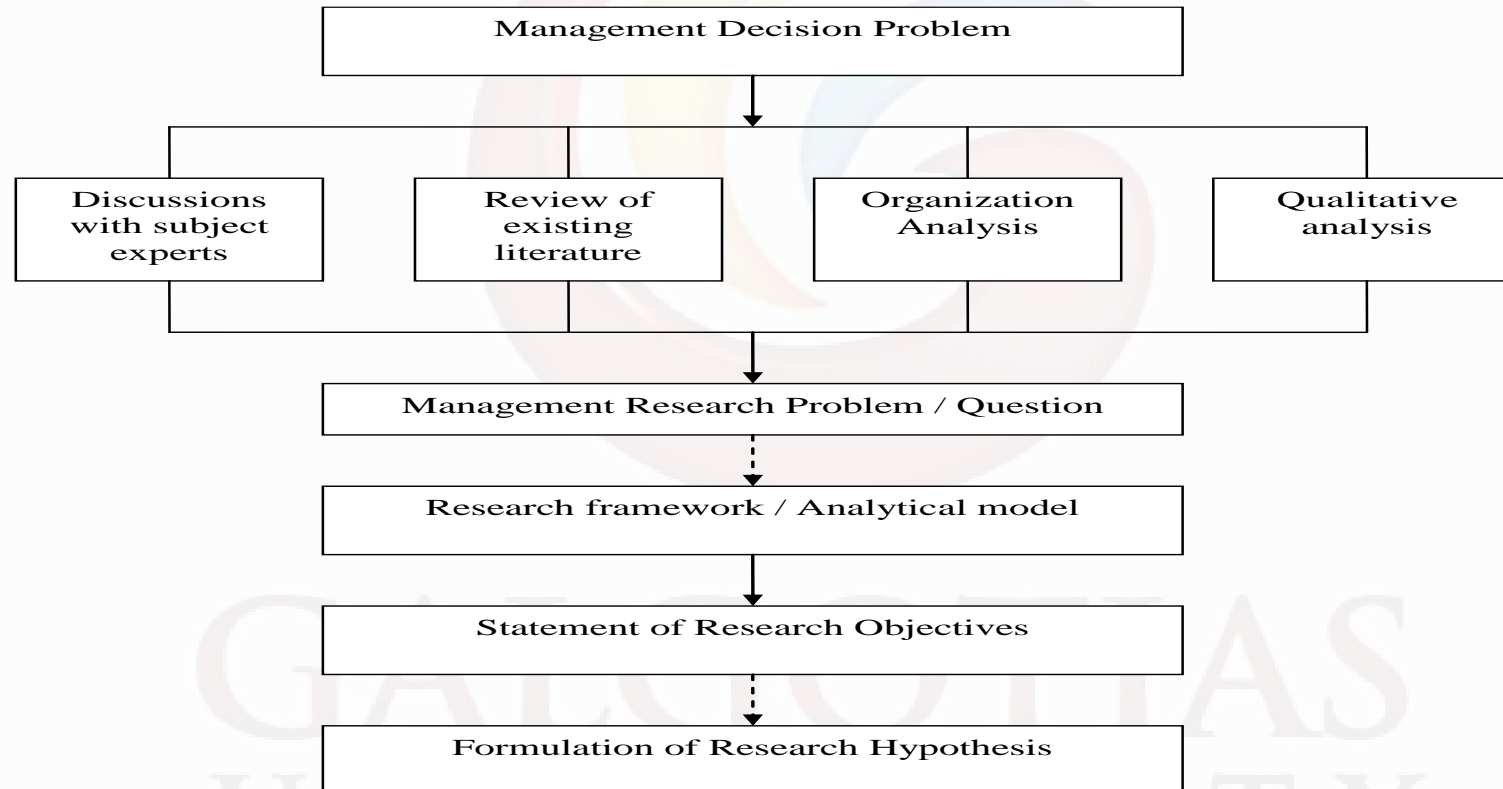 Management Decision Problem
Discussions
with subject
experts
Review of
existing
literature
Organization
Analysis
Qualitative
analysis
Management Research Problem / Question
Research framework / Analytical model
Statement of Research Objectives
Formulation of Research Hypothesis
GALGOTIAS